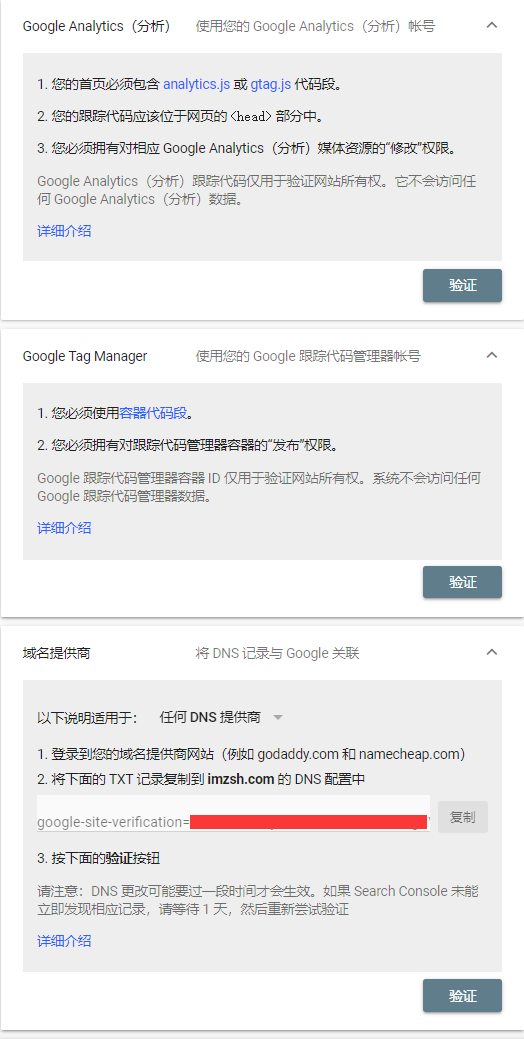 Google Analytics（分析） 使用您的 Google Analytics（分析）帐号
1. 您的首页必须包含 analytics.js 或 gtag.js 代码段。
2. 您的跟踪代码应该位于网页的 <head> 部分中。
3. 您必须拥有对相应 Google Analytics（分析）媒体资源的“修改”权限。
Google Analytics（分析）跟踪代码仅用于验证网站所有权。它不会访问任
何 Google Analytics（分析）数据。
详细介绍
验证
Google Tag Manager 使用您的 Google 跟踪代码管理器帐号
1. 您必须使用容器代码段。
2. 您必须拥有对跟踪代码管理器容器的“发布”权限。
Google 跟踪代码管理器容器 ID 仅用于验证网站所有权。系统不会访问任何
Google 跟踪代码管理器数据。
详细介绍
验证
域名提供商 将 DNS 记录与 Google 关联
以下说明适用于： 任何 DNS 提供商
1. 登录到您的域名提供商网站（例如 godaddy.com 和 namecheap.com）
2. 将下面的 TXT 记录复制到 imzsh.com 的 DNS 配置中
google-site-verification= 复制
3. 按下面的验证按钮
请注意：DNS 更改可能要过一段时间才会生效。如果 Search Console 未能
立即发现相应记录，请等待 1 天，然后重新尝试验证
详细介绍
验证